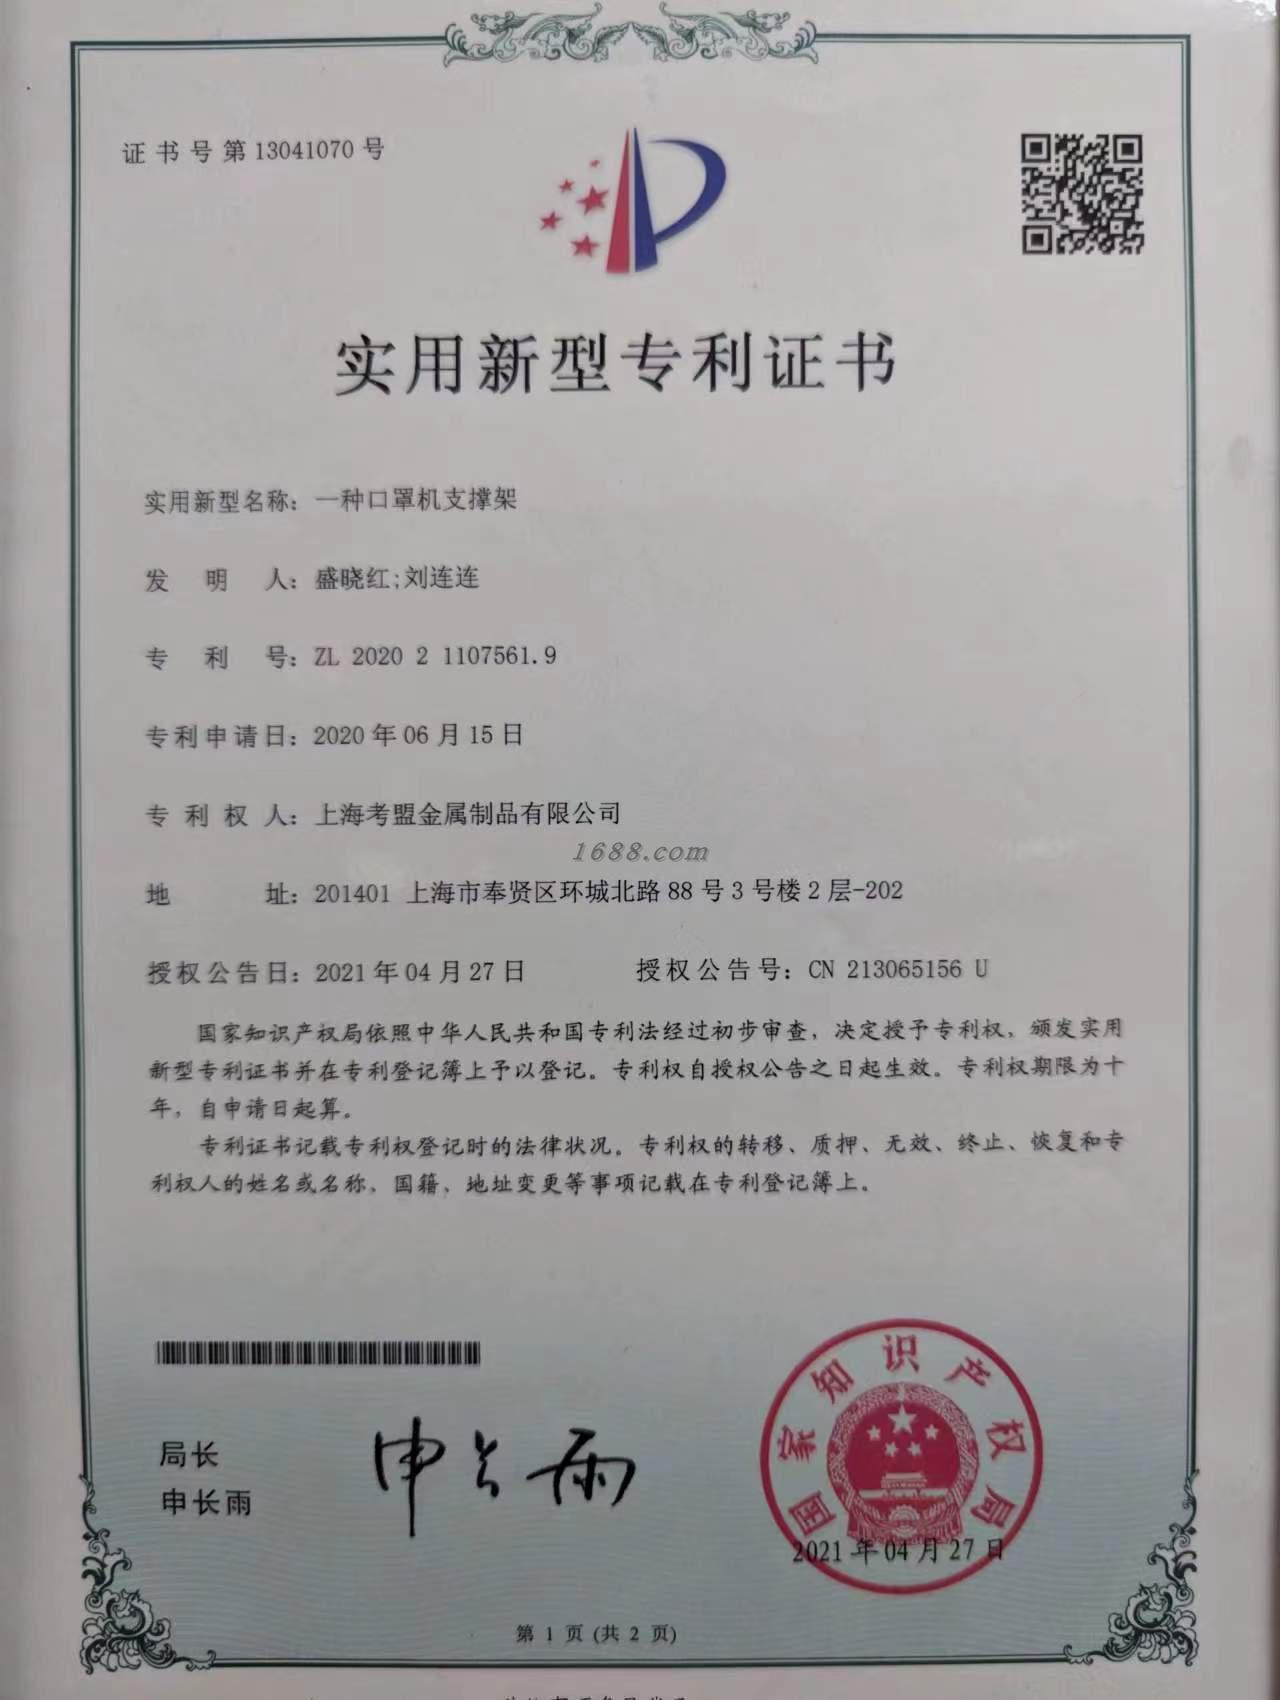 证书号第13041070号
实用新型专利证书
实用新型名称：一种口罩机支撑架
发明人：盛晓红;刘连连
专利号：ZL 2020 2 1107561.9
专利申请日：2020年06月15日
专利权人：上海考盟金属制品有限公司
1688.com
地址：201401 上海市奉贤区环城北路88号3号楼2层-202
授权公告日：2021年04月27日 授权公告号：CN 213065156 U
国家知识产权局依照中华人民共和国专利法经过初步审查，决定授予专利权，颁发实用
新型专利证书并在专利登记簿上予以登记。专利权自授权公告之日起生效。专利权期限为十
年，自申请日起算。
专利证书记载专利权登记时的法律状况。专利权的转移、质押、无效、终止、恢复和专
利权人的姓名或名称、国籍、地址变更等事项记载在专利登记簿上。
局长
申长雨
申长雨
国家知识产权局
2021年04月27日
第 1 页 (共 2 页)